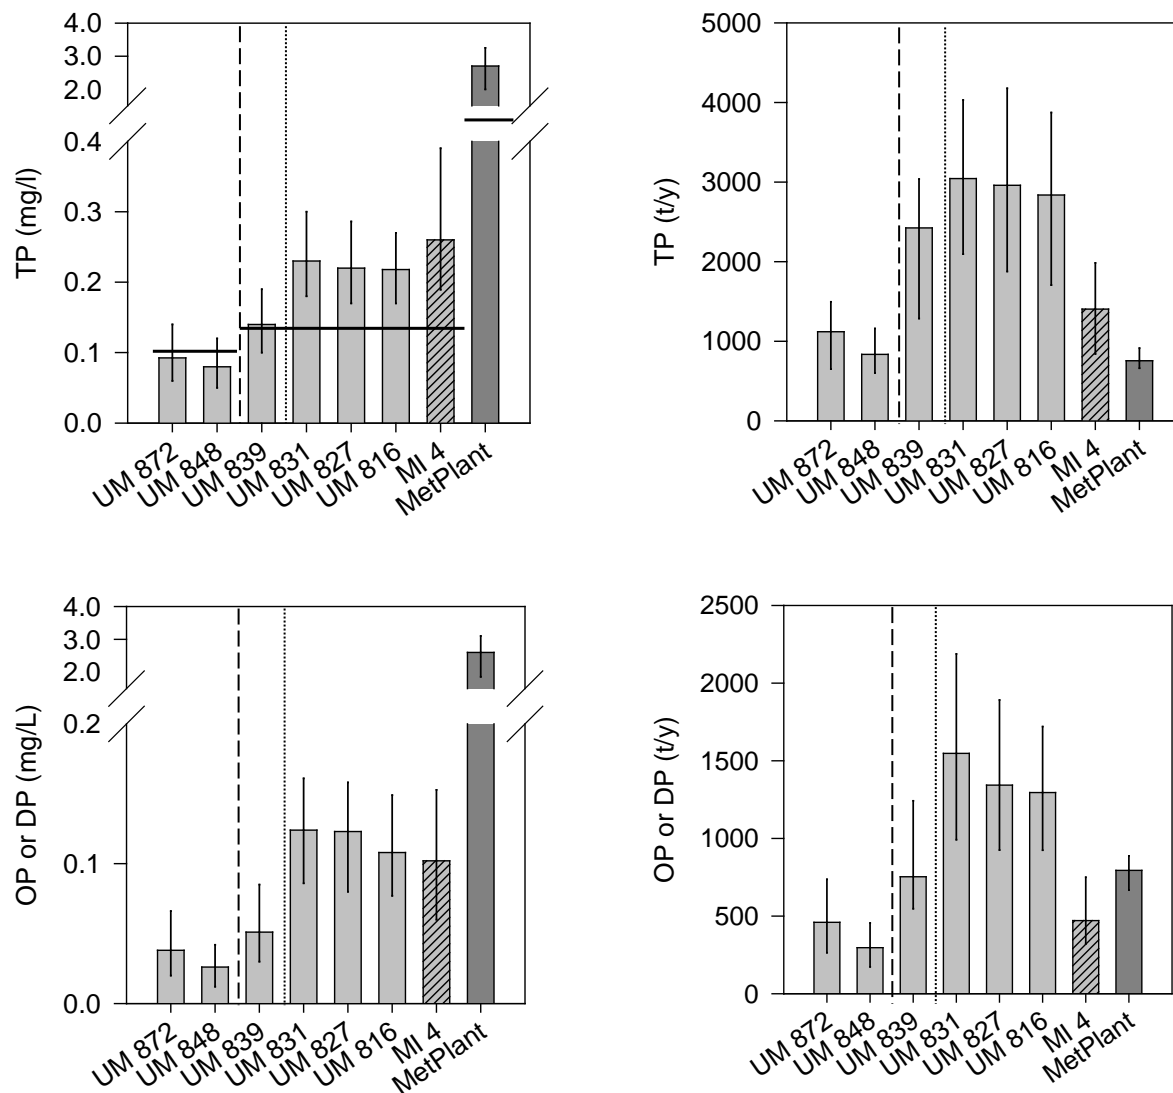 TP (mg/l)
4.0
3.0
2.0
0.4
0.3
0.2
0.1
0.0
UM 872
UM 848
UM 839
UM 831
UM 827
UM 816
MI 4
MetPlant
TP (t/y)
5000
4000
3000
2000
1000
0
UM 872
UM 848
UM 839
UM 831
UM 827
UM 816
MI 4
MetPlant
OP or DP (mg/L)
4.0
3.0
2.0
0.2
0.1
0.0
UM 872
UM 848
UM 839
UM 831
UM 827
UM 816
MI 4
MetPlant
OP or DP (t/y)
2500
2000
1500
1000
500
0
UM 872
UM 848
UM 839
UM 831
UM 827
UM 816
MI 4
MetPlant